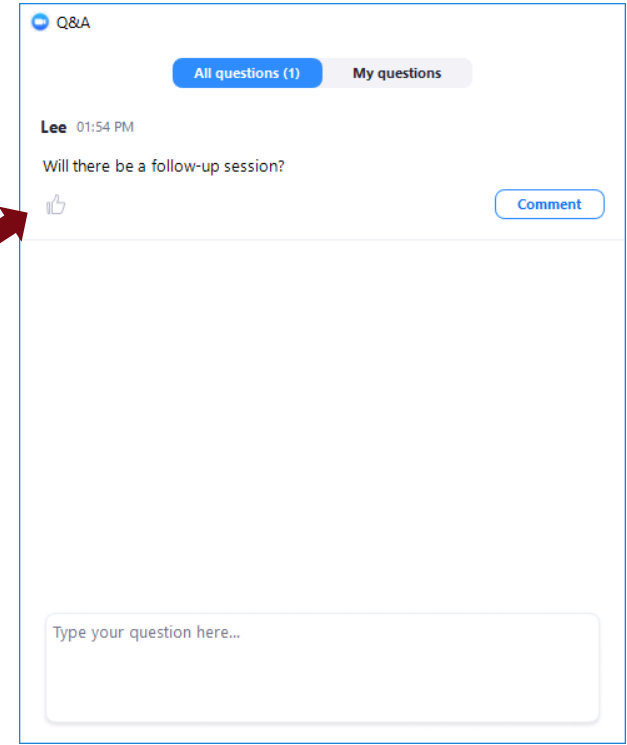 Q&A
All questions (1) My questions
Lee 01:54 PM
Will there be a follow-up session?
Comment
Type your question here...